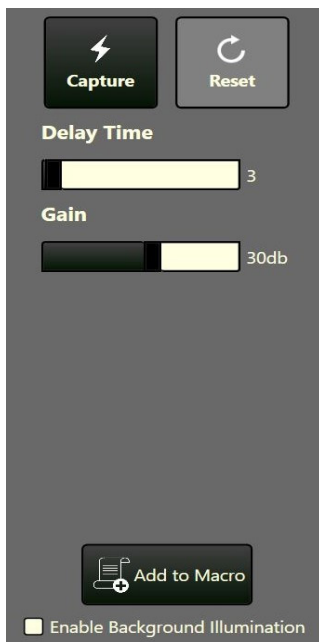 Capture
Reset
Delay Time
3
Gain
30db
Add to Macro
Enable Background Illumination